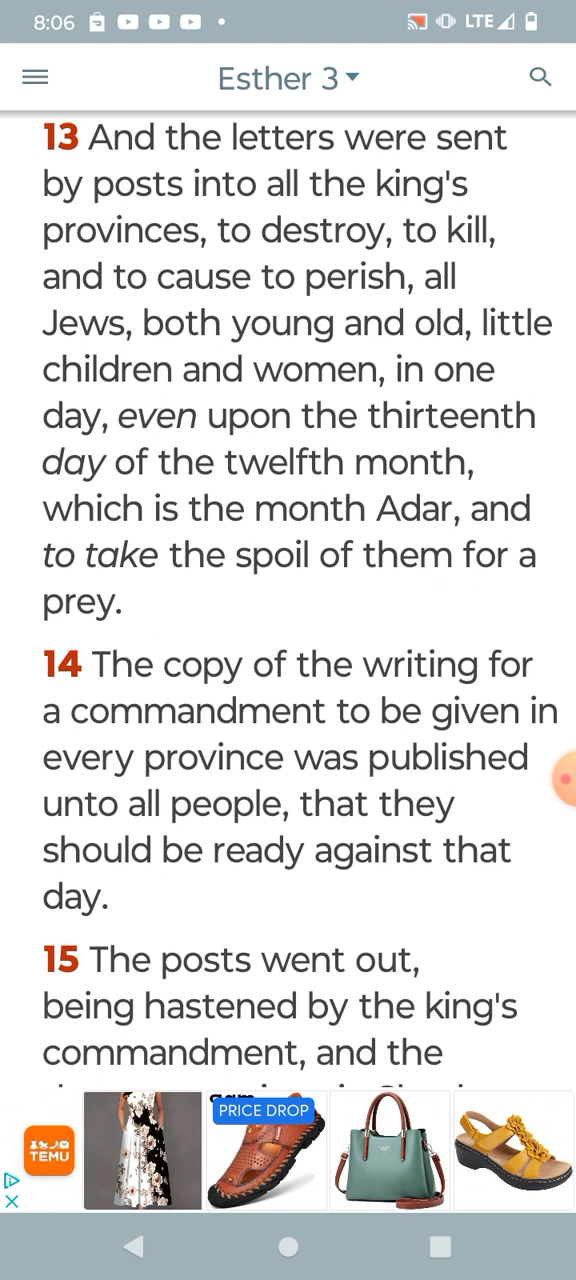 8:06
LTE
Esther 3
13 And the letters were sent
by posts into all the king's
provinces, to destroy, to kill,
and to cause to perish, all
Jews, both young and old, little
children and women, in one
day, even upon the thirteenth
day of the twelfth month,
which is the month Adar, and
to take the spoil of them for a
prey.
14 The copy of the writing for
a commandment to be given in
every province was published
unto all people, that they
should be ready against that
day.
15 The posts went out,
being hastened by the king's
commandment, and the
PRICE DROP
TEMU